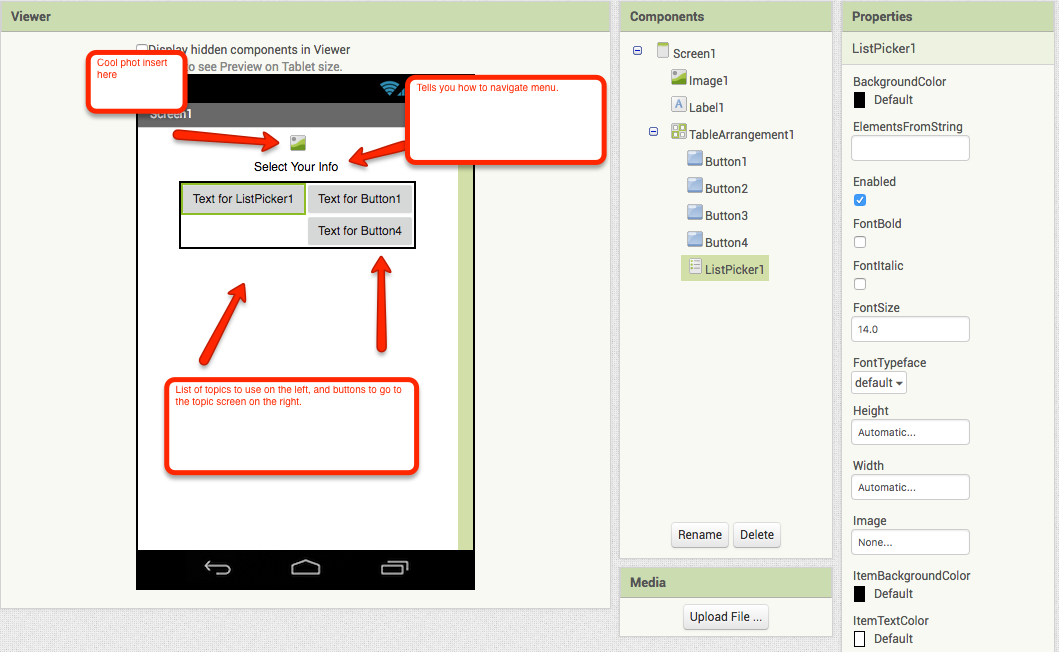 Viewer
Display hidden components in Viewer
to see Preview on Tablet size.
Cool phot insert
here
Tells you how to navigate menu.
Screen1
Select Your Info
Text for ListPicker1
Text for Button1
Text for Button4
List of topics to use on the left, and buttons to go to
the topic screen on the right.
Components
Screen1
Image1
A
Label1
TableArrangement1
Button1
Button2
Button3
Button4
ListPicker1
Rename
Delete
Media
Upload File ...
Properties
ListPicker1
BackgroundColor
Default
ElementsFromString
Enabled
FontBold
FontItalic
FontSize
14.0
FontTypeface
default
Height
Automatic...
Width
Automatic...
Image
None...
ItemBackgroundColor
Default
ItemTextColor
Default